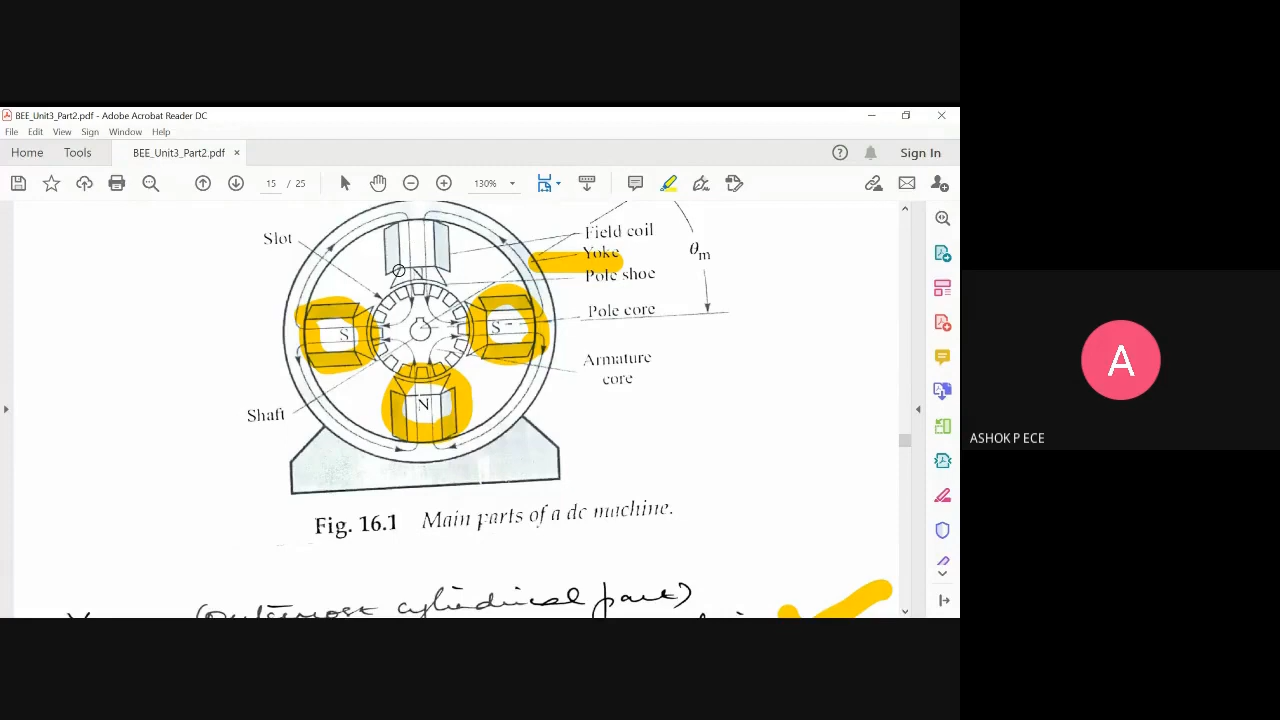 BEE_Unit3_Part2.pdf - Adobe Acrobat Reader DC
File Edit View Sign Window Help
Home Tools BEE_Unit3_Part2.pdf × Sign In
15 / 25 130%
Slot
Field coil
Yoke
θm
Pole shoe
N
Pole core
S
S
Armature
core
Shaft
N
Fig. 16.1 Main parts of a dc machine.
(Outermost cylindrical part)
A
ASHOK P ECE